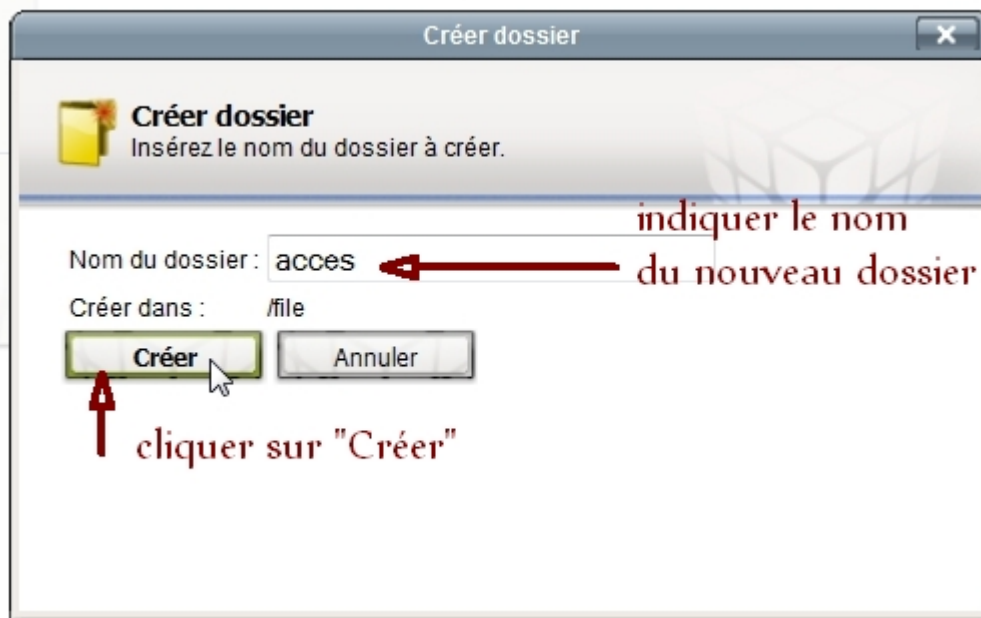 Créer dossier
Créer dossier
Insérez le nom du dossier à créer.
indiquer le nom
du nouveau dossier
Nom du dossier : acces
Créer dans : /file
Créer Annuler
cliquer sur "Créer"